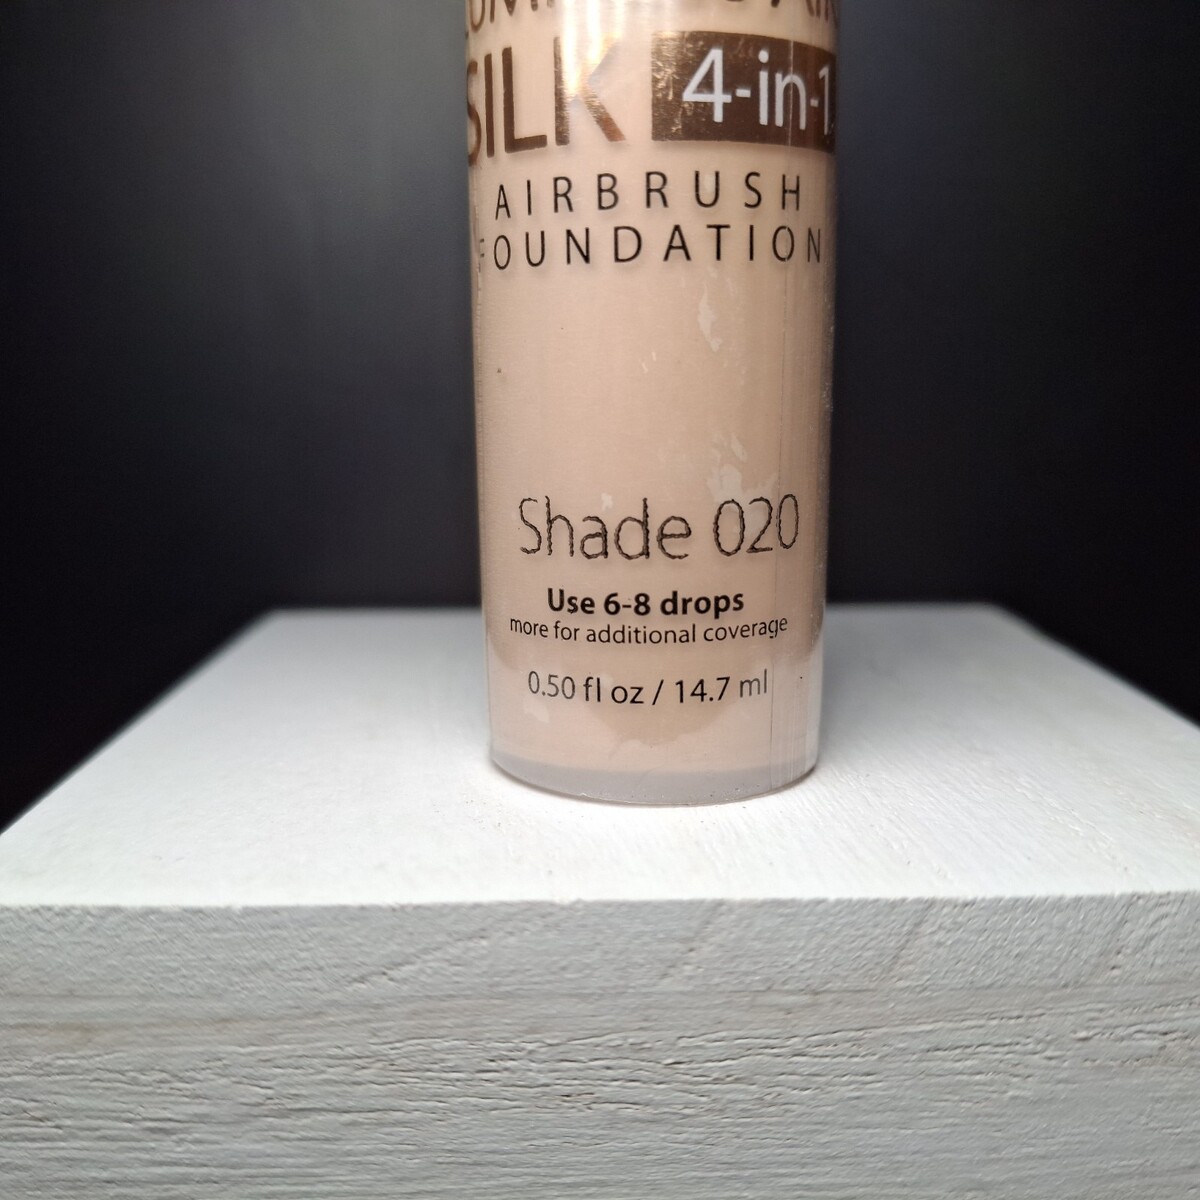 SILK 4-in-1
AIRBRUSH
FOUNDATION
Shade 020
Use 6-8 drops
more for additional coverage
0.50 fl oz / 14.7 ml